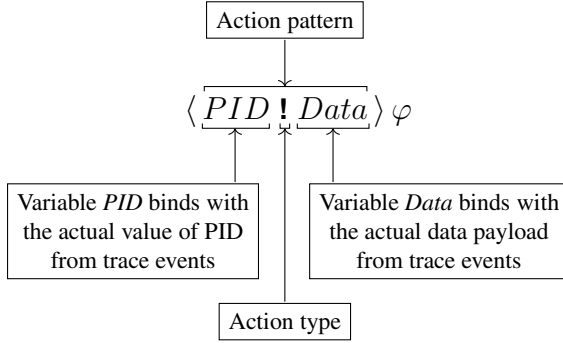 Action pattern
⟨ PID ! Data ⟩ φ
Variable PID binds with
the actual value of PID
from trace events
Variable Data binds with
the actual data payload
from trace events
Action type